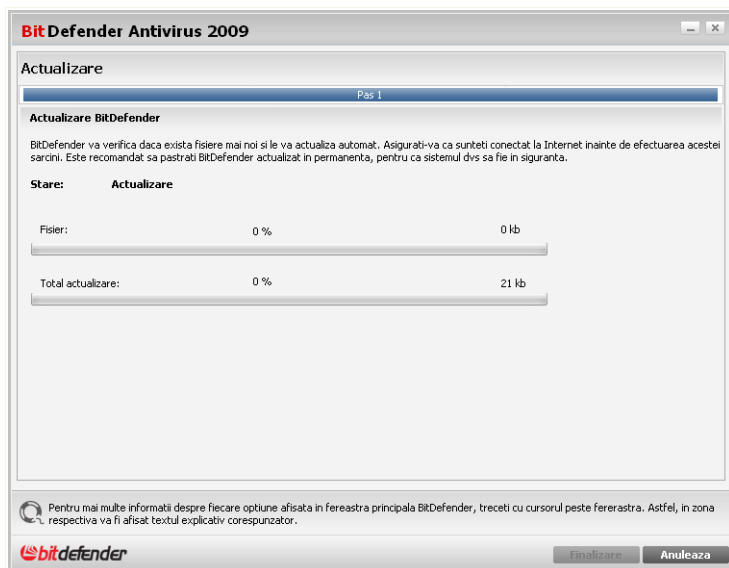 BitDefender Antivirus 2009
Actualizare
Pas 1
Actualizare BitDefender
BitDefender va verifica daca exista fisiere mai noi si le va actualiza automat. Asigurati-va ca sunteti conectat la Internet inainte de efectuarea acestei
sarcini. Este recomandat sa pastrati BitDefender actualizat in permanenta, pentru ca sistemul dvs sa fie in siguranta.
Stare: Actualizare
Fisier: 0 % 0 kb
Total actualizare: 0 % 21 kb
Pentru mai multe informatii despre fiecare optiune afisata in fereastra principala BitDefender, treceti cu cursorul peste fererastra. Astfel, in zona
respectiva va fi afisat textul explicativ corespunzator.
bitdefender Finalizare Anuleaza